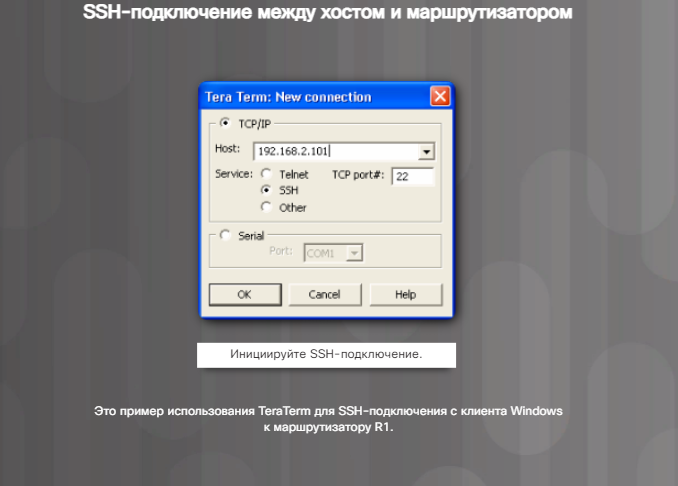 SSH-подключение между хостом и маршрутизатором
Tera Term: New connection
TCP/IP
Host: 192.168.2.101
Service: Telnet TCP port#: 22
SSH
Other
Serial
Port: COM1
OK Cancel Help
Инициируйте SSH-подключение.
Это пример использования TeraTerm для SSH-подключения с клиента Windows
к маршрутизатору R1.